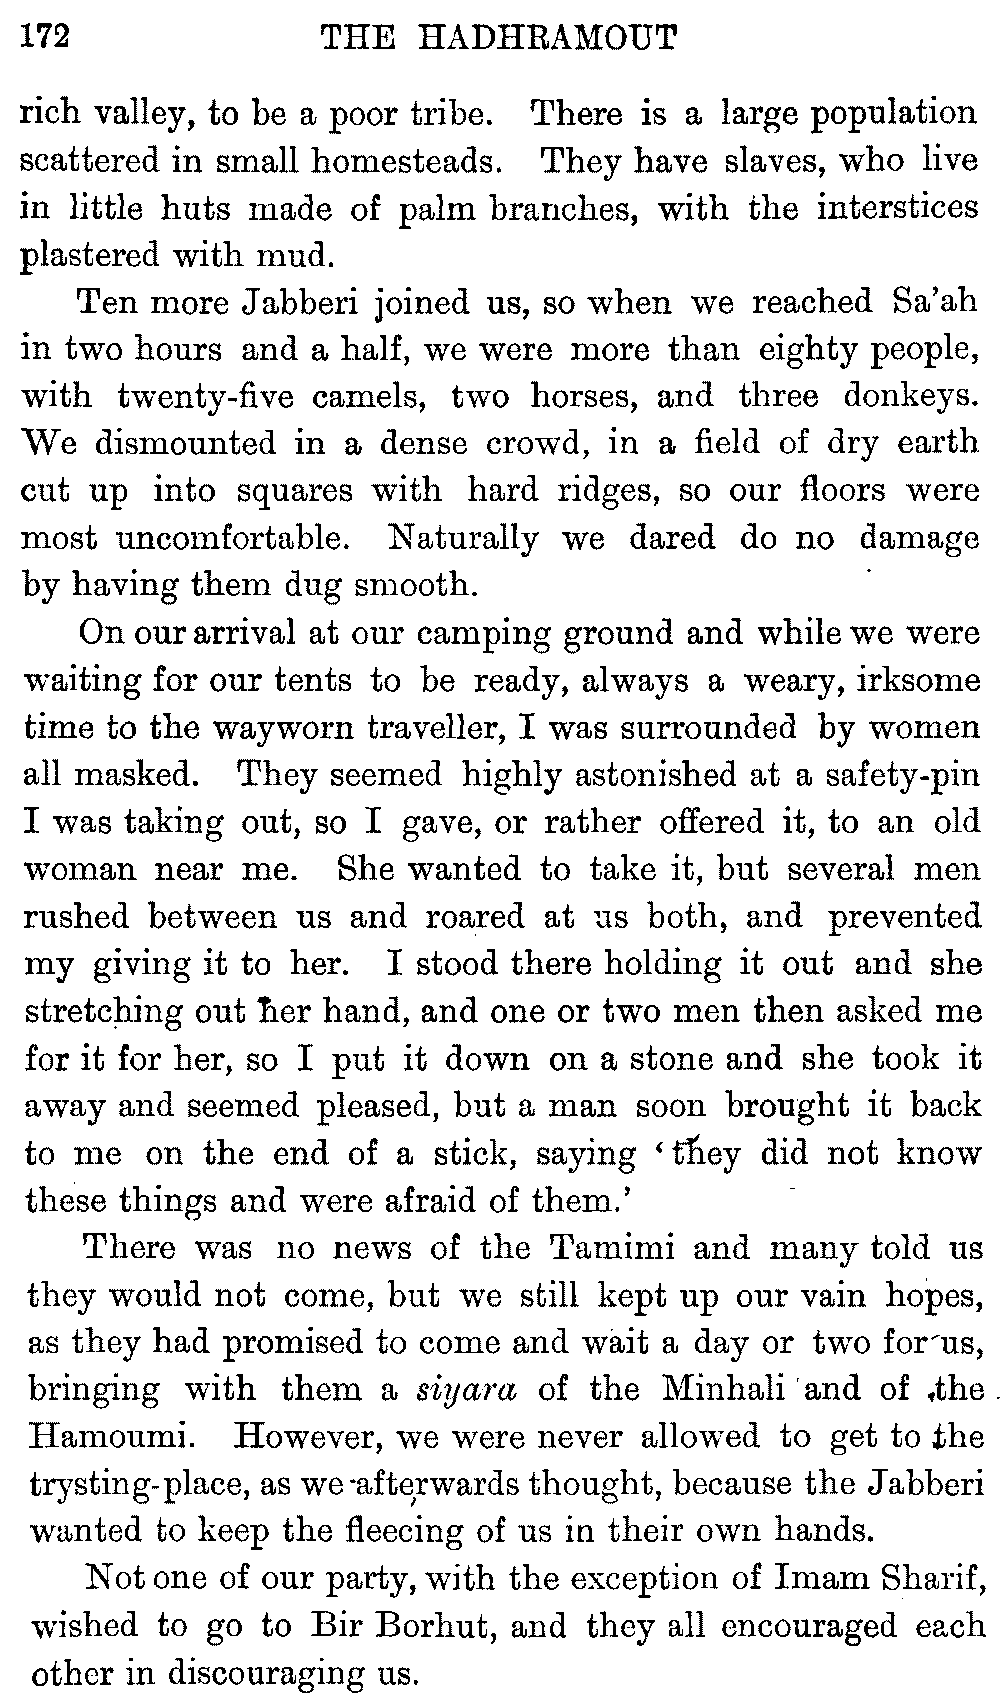 172 THE HADHRAMOUT
rich valley, to be a poor tribe. There is a large population
scattered in small homesteads. They have slaves, who live
in little huts made of palm branches, with the interstices
plastered with mud.
Ten more Jabberi joined us, so when we reached Sa’ah
in two hours and a half, we were more than eighty people,
with twenty-five camels, two horses, and three donkeys.
We dismounted in a dense crowd, in a field of dry earth
cut up into squares with hard ridges, so our floors were
most uncomfortable. Naturally we dared do no damage
by having them dug smooth.
On our arrival at our camping ground and while we were
waiting for our tents to be ready, always a weary, irksome
time to the wayworn traveller, I was surrounded by women
all masked. They seemed highly astonished at a safety-pin
I was taking out, so I gave, or rather offered it, to an old
woman near me. She wanted to take it, but several men
rushed between us and roared at us both, and prevented
my giving it to her. I stood there holding it out and she
stretching out her hand, and one or two men then asked me
for it for her, so I put it down on a stone and she took it
away and seemed pleased, but a man soon brought it back
to me on the end of a stick, saying ‘they did not know
these things and were afraid of them.’
There was no news of the Tamimi and many told us
they would not come, but we still kept up our vain hopes,
as they had promised to come and wait a day or two for us,
bringing with them a siyara of the Minhali and of the
Hamoumi. However, we were never allowed to get to the
trysting-place, as we afterwards thought, because the Jabberi
wanted to keep the fleecing of us in their own hands.
Not one of our party, with the exception of Imam Sharif,
wished to go to Bir Borhut, and they all encouraged each
other in discouraging us.